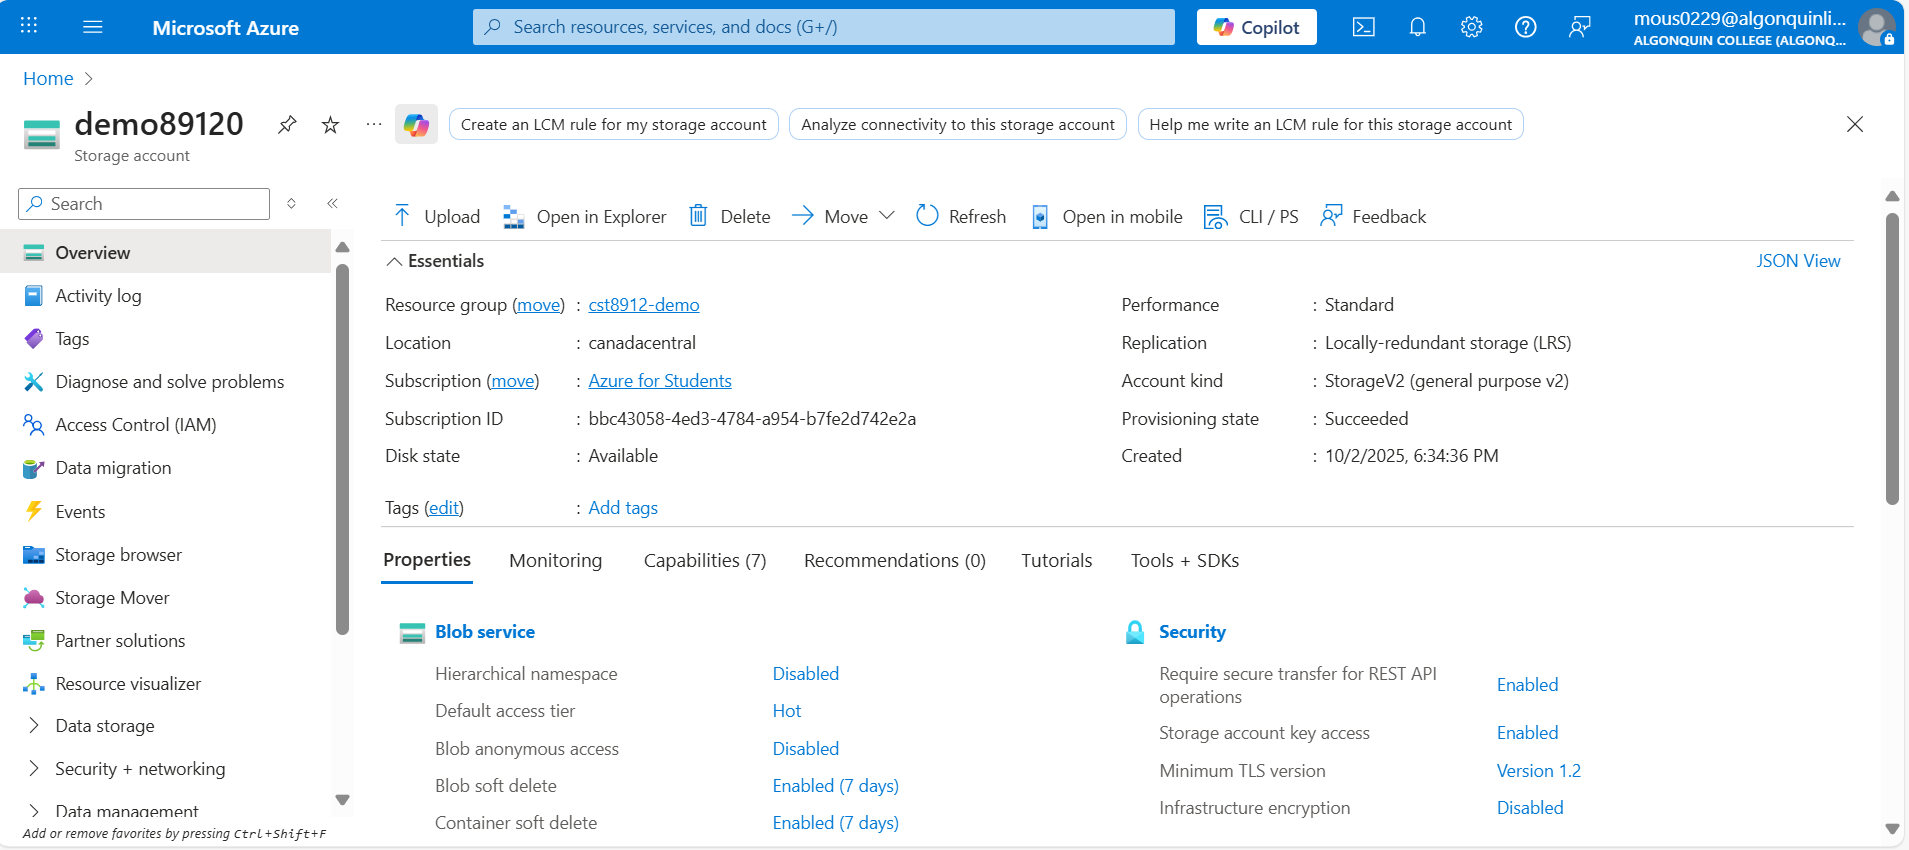 Microsoft Azure
Search resources, services, and docs (G+/)
Copilot
mous0229@algonquinli...
ALGONQUIN COLLEGE (ALGONQ...
Home
demo89120
Storage account
Create an LCM rule for my storage account
Analyze connectivity to this storage account
Help me write an LCM rule for this storage account
Search
Overview
Activity log
Tags
Diagnose and solve problems
Access Control (IAM)
Data migration
Events
Storage browser
Storage Mover
Partner solutions
Resource visualizer
Data storage
Security + networking
Data management
Add or remove favorites by pressing Ctrl+Shift+F
Upload Open in Explorer Delete Move Refresh Open in mobile CLI / PS Feedback
Essentials
JSON View
Resource group (move) : cst8912-demo
Location : canadacentral
Subscription (move) : Azure for Students
Subscription ID : bbc43058-4ed3-4784-a954-b7fe2d742e2a
Disk state : Available
Performance : Standard
Replication : Locally-redundant storage (LRS)
Account kind : StorageV2 (general purpose v2)
Provisioning state : Succeeded
Created : 10/2/2025, 6:34:36 PM
Tags (edit) : Add tags
Properties Monitoring Capabilities (7) Recommendations (0) Tutorials Tools + SDKs
Blob service
Hierarchical namespace Disabled
Default access tier Hot
Blob anonymous access Disabled
Blob soft delete Enabled (7 days)
Container soft delete Enabled (7 days)
Security
Require secure transfer for REST API
operations Enabled
Storage account key access Enabled
Minimum TLS version Version 1.2
Infrastructure encryption Disabled